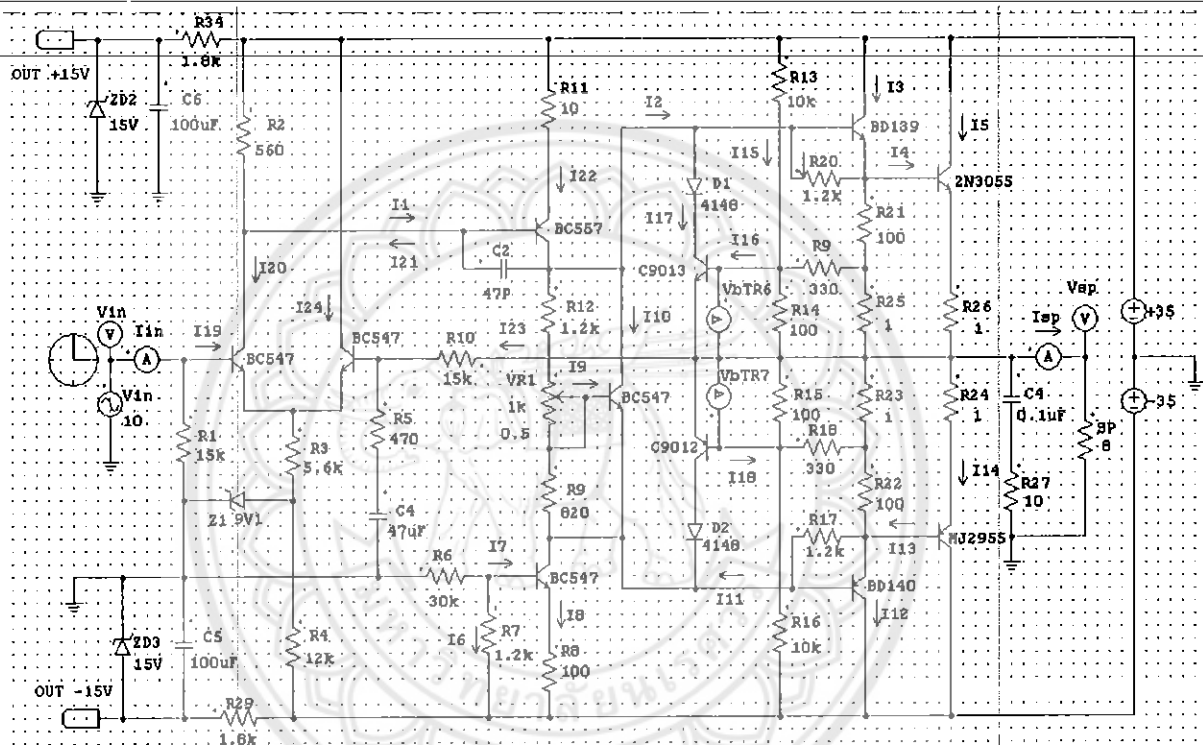 R34
1.8k
OUT +15V
ZD2
15V
C6
100uF
R2
560
R11
10
I2
R13
10k
I3
BD139
I5
I15
R20
1.2k
I4
2N3055
D1
4148
I22
I1
BC557
I17
R21
100
I21
C2
47P
I16
R9
330
C9013
VbTR6
I20
I24
R12
1.2k
I10
R14
100
R25
1
R26
1
Vsp
Isp
+35
Vin
Iin
I19
BC547
BC547
R10
15k
I23
VR1
1k
0.5
I9
BC547
VbTR7
R15
100
R23
1
R24
1
C4
0.1uF
-35
Vin
10
R1
15k
R5
470
R3
5.6k
C9012
R18
330
I18
SP
8
R22
100
I14
R27
10
Z1 9V1
C4
47uF
R9
820
D2
4148
R17
1.2k
I13
MJ2955
R6
30k
I7
BC547
I11
BD140
I12
ZD3
15V
C5
100uF
R4
12k
I6
R7
1.2k
I8
R8
100
R16
10k
OUT -15V
R29
1.8k